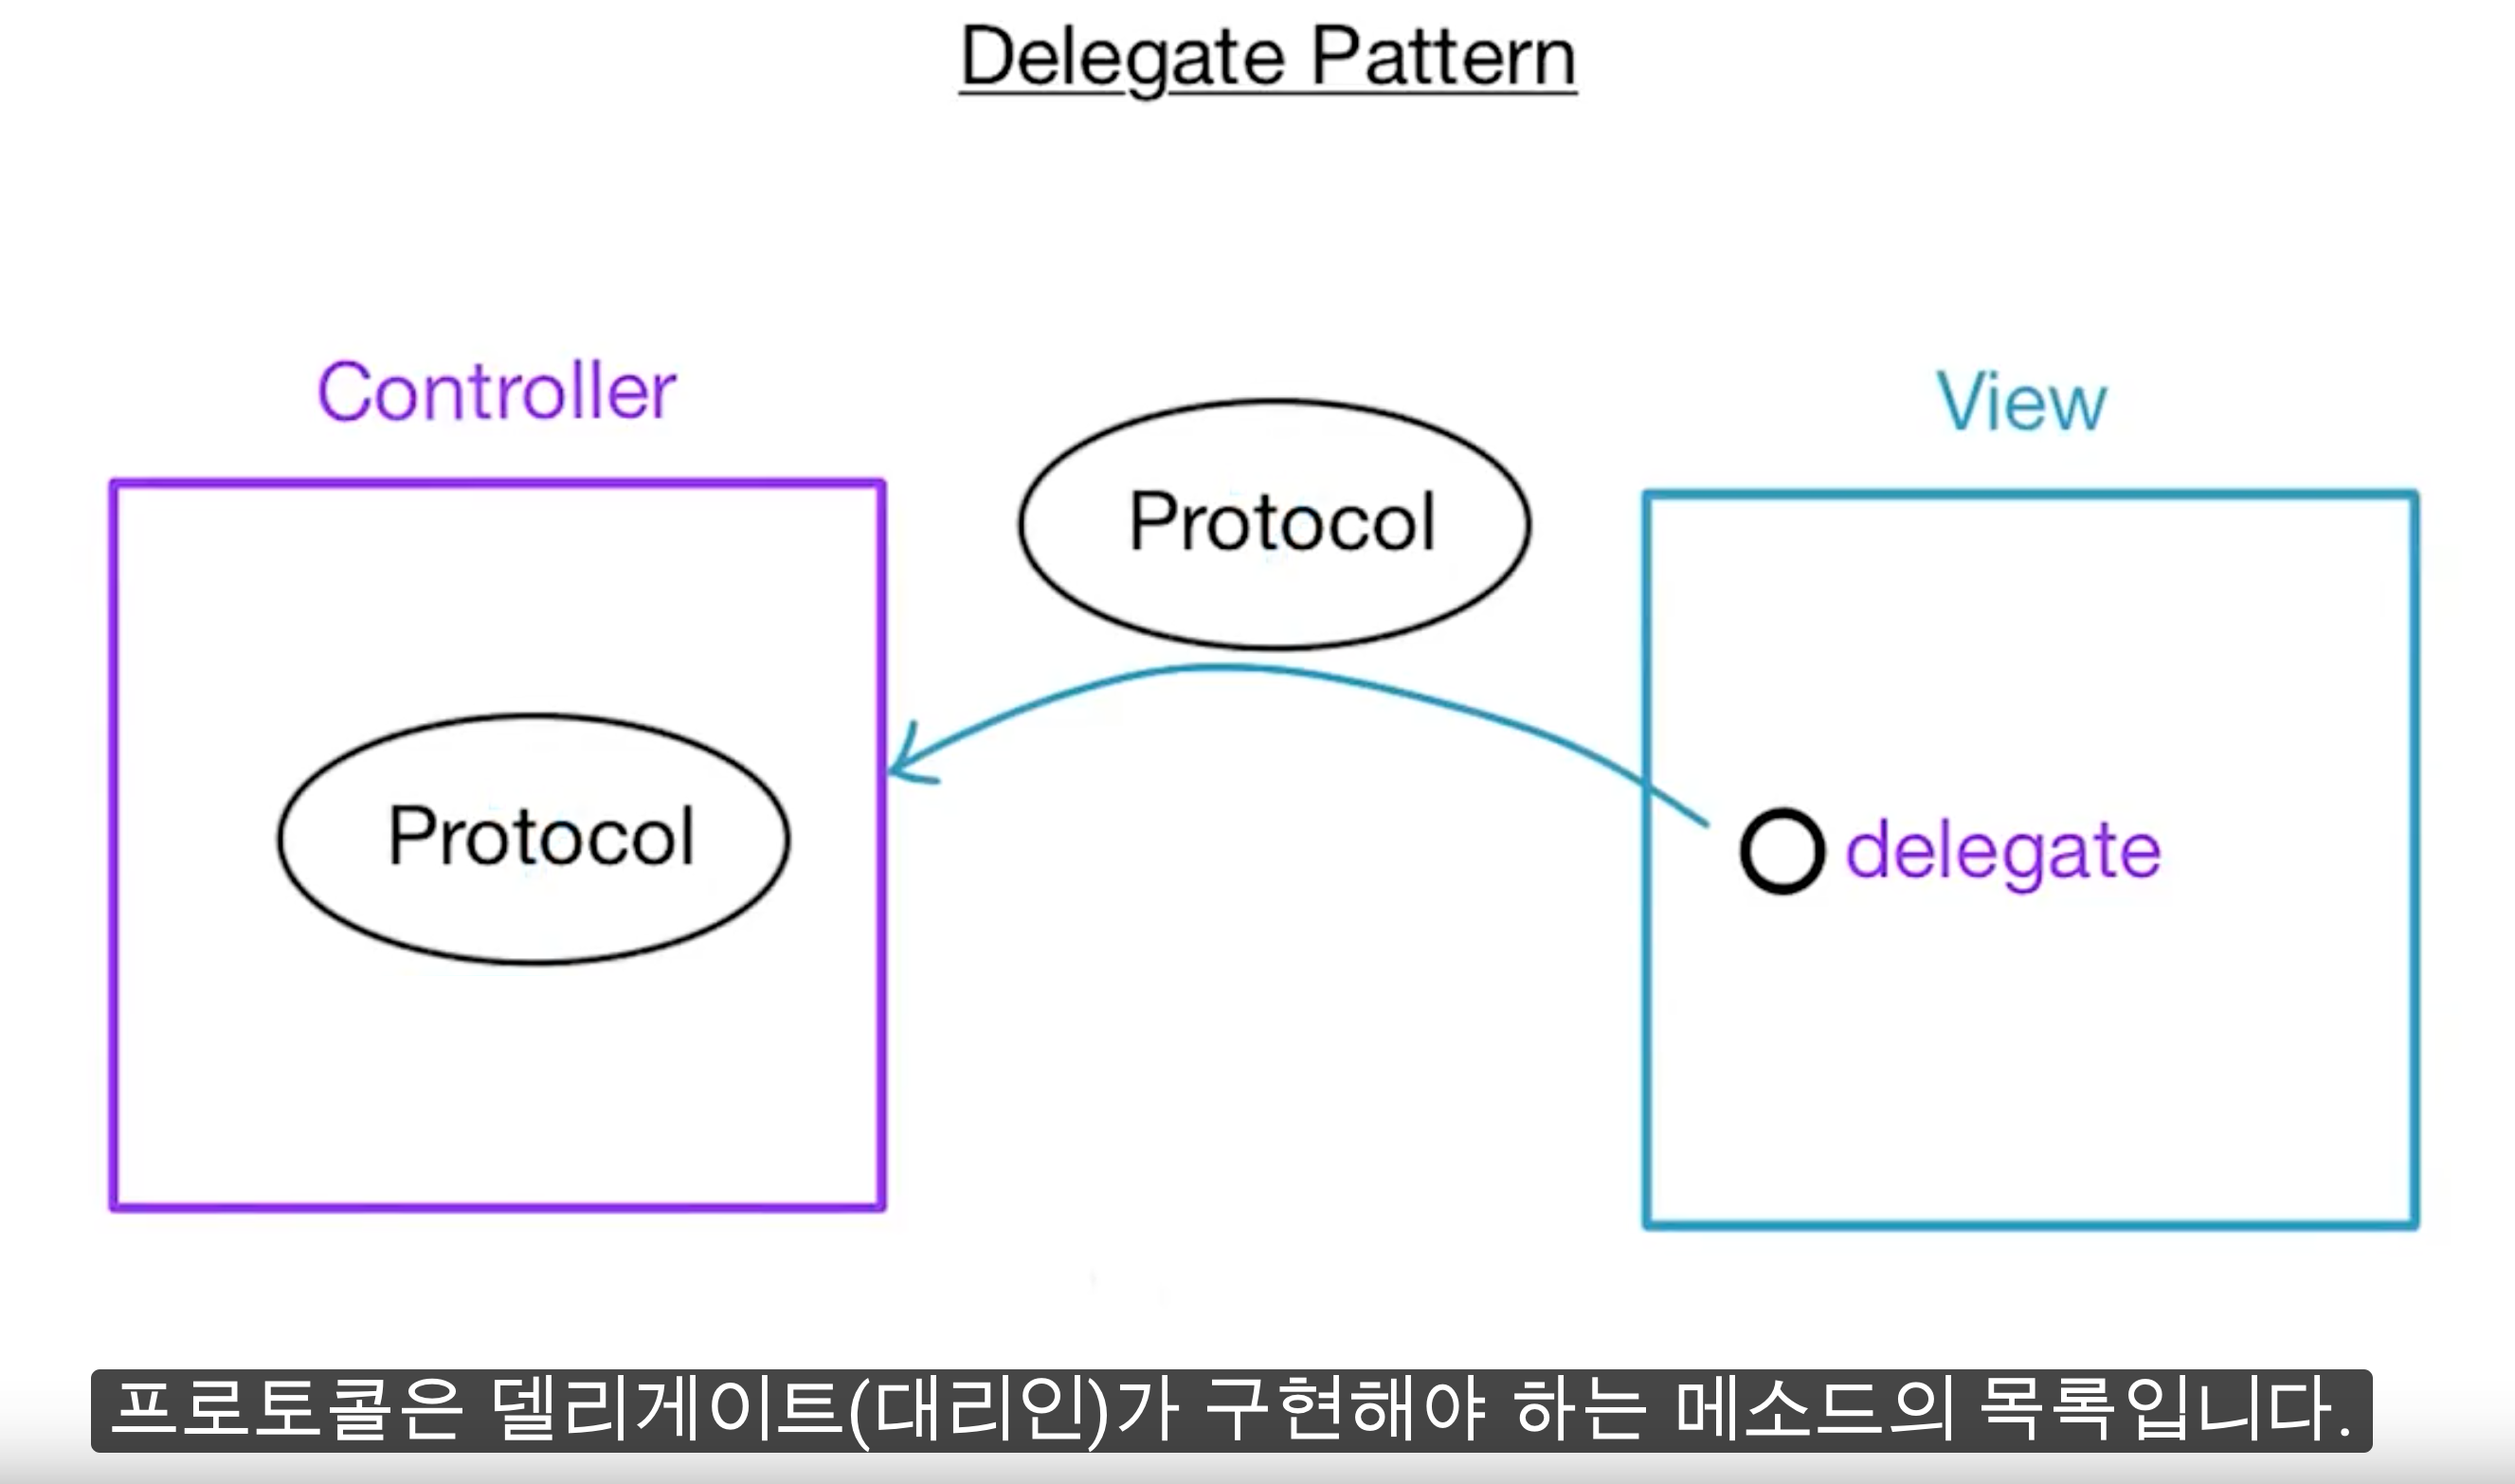 Delegate Pattern
Controller
Protocol
View
Protocol
delegate
프로토콜은 델리게이트(대리인)가 구현해야 하는 메소드의 목록입니다.